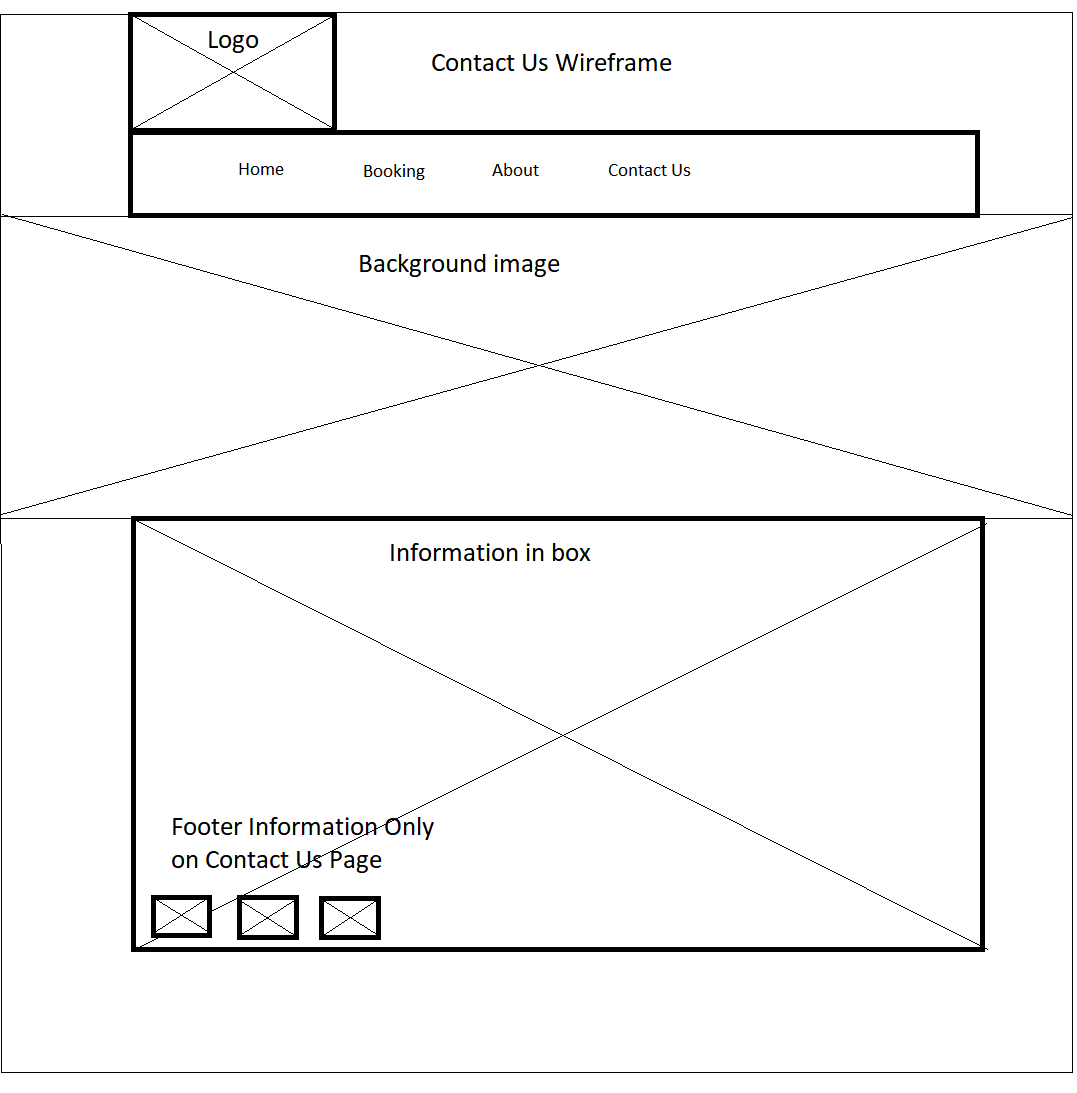 Logo
Contact Us Wireframe
Home Booking About Contact Us
Background image
Information in box
Footer Information Only
on Contact Us Page